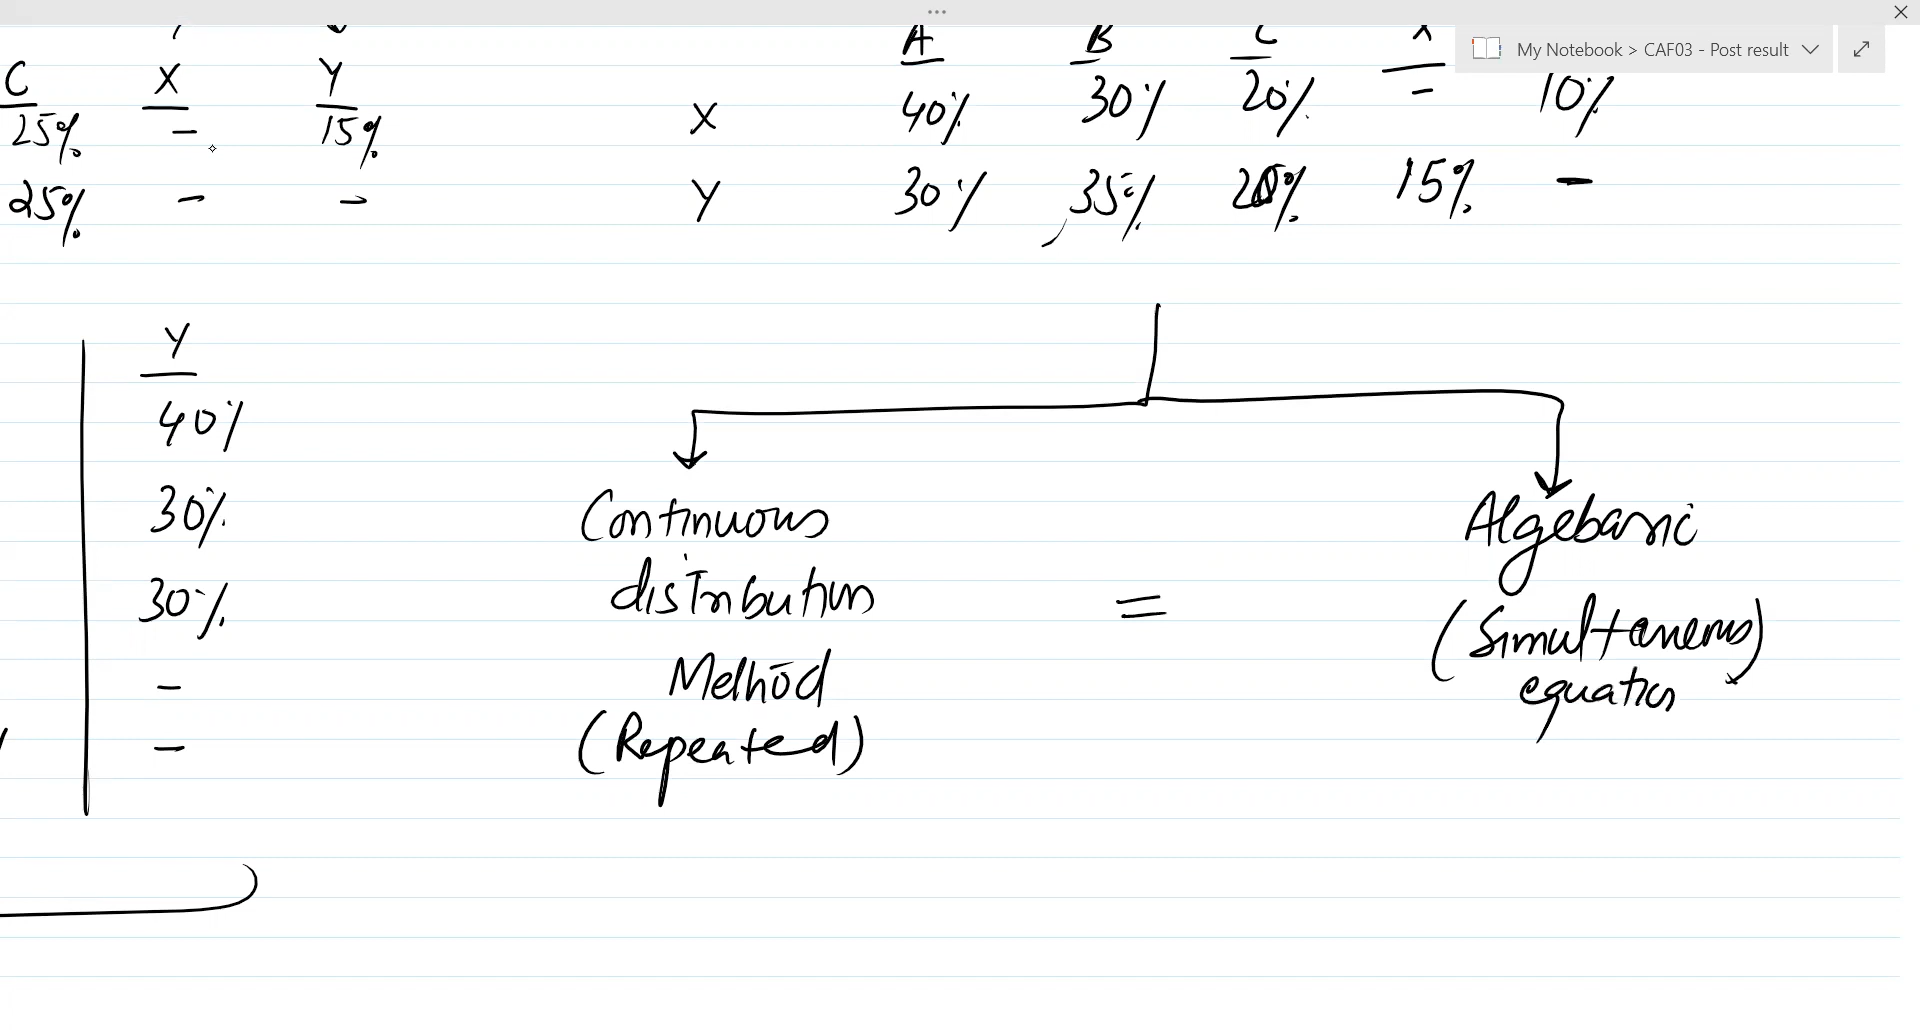 My Notebook > CAF03 - Post result
A B C X
C X Y
25% - 15%
25% - -
X 40% 30% 20% - 10%
Y 30% 35% 20% 15% -
Y
40%
30%
30%
-
-
Continuous
distribution
Method
(Repeated)
=
Algebaric
(Simultaneous)
equation